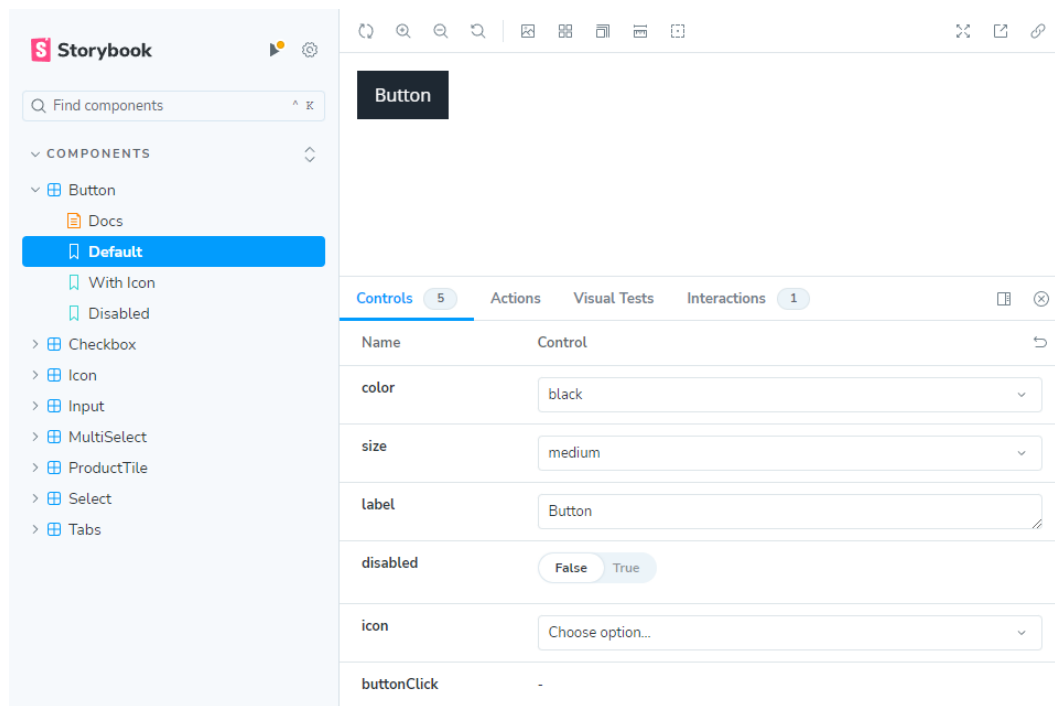 Storybook
Find components
^ K
COMPONENTS
Button
Docs
Default
With Icon
Disabled
Checkbox
Icon
Input
MultiSelect
ProductTile
Select
Tabs
Button
Controls 5 Actions Visual Tests Interactions 1
Name Control
color black
size medium
label Button
disabled False True
icon Choose option...
buttonClick -